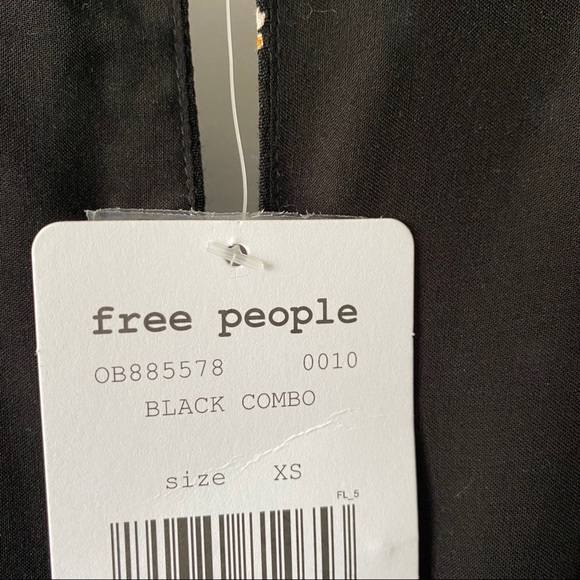 free people
OB885578 0010
BLACK COMBO
size XS
FL_5